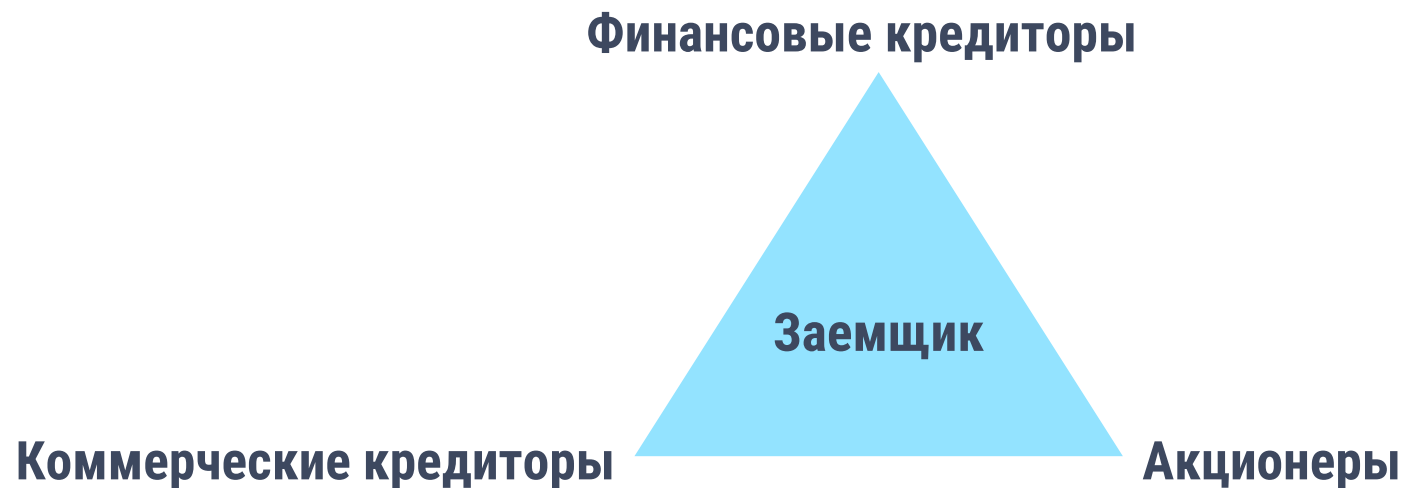 Финансовые кредиторы
Заемщик
Коммерческие кредиторы
Акционеры